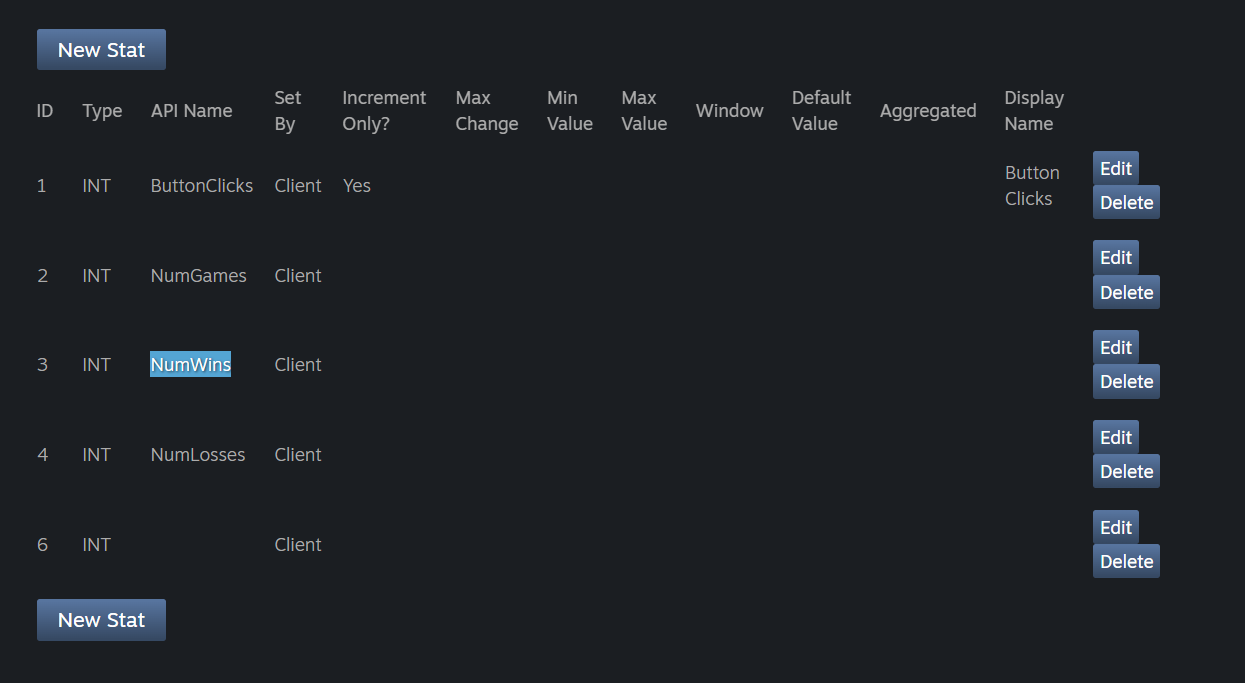 New Stat
ID Type API Name Set By Increment Only? Max Change Min Value Max Value Window Default Value Aggregated Display Name
1 INT ButtonClicks Client Yes Button Clicks Edit Delete
2 INT NumGames Client Edit Delete
3 INT NumWins Client Edit Delete
4 INT NumLosses Client Edit Delete
6 INT Client Edit Delete
New Stat